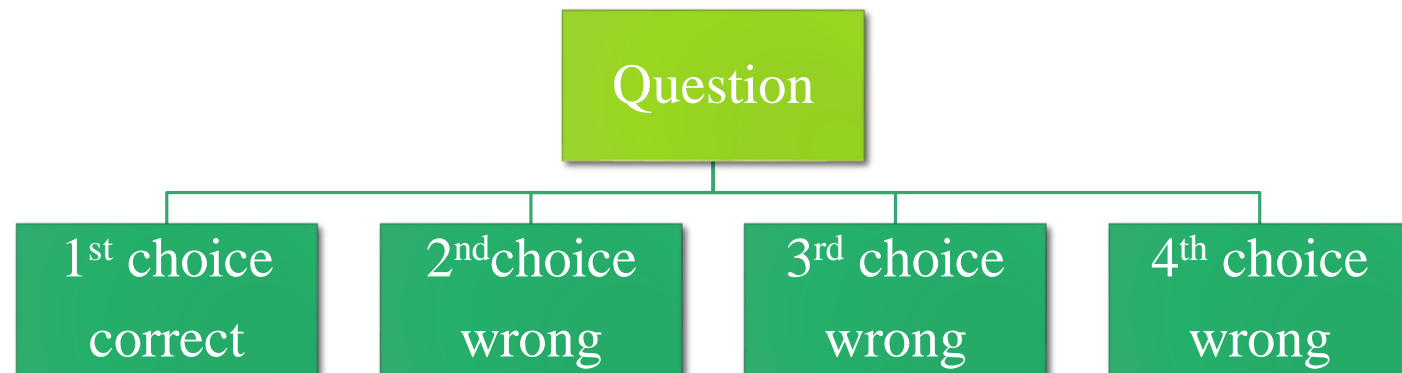 Question
1st choice
correct
2ndchoice
wrong
3rd choice
wrong
4th choice
wrong